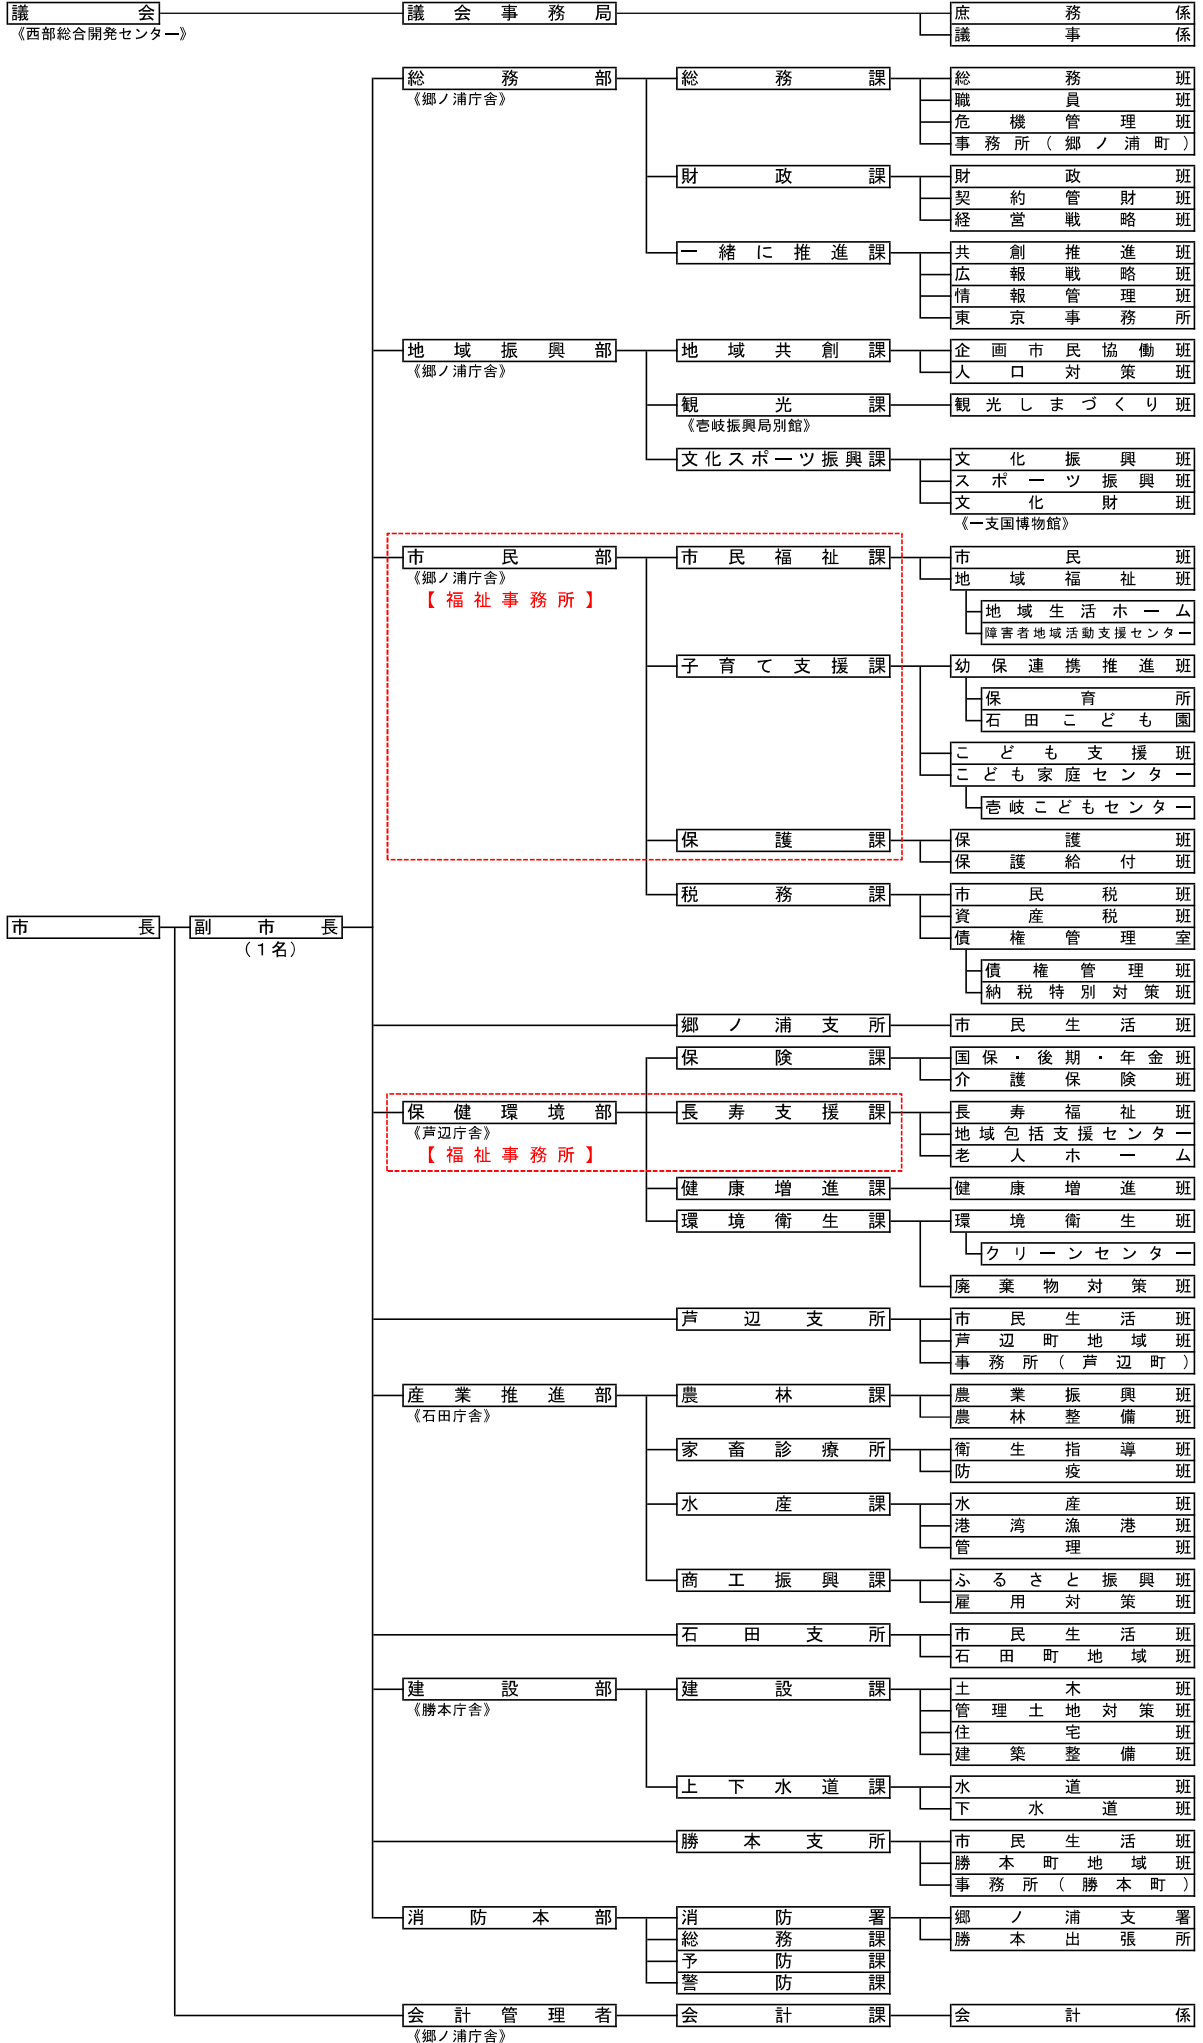 議会 議会事務局 庶務係
《西部総合開発センター》 議事係
総務部 総務課 総務班
《郷ノ浦庁舎》 職員班
危機管理班
事務所(郷ノ浦町)
財政課 財政班
契約管財班
経営戦略班
一緒に推進課 共創推進班
広報戦略班
情報管理班
東京事務所
地域振興部 地域共創課 企画市民協働班
《郷ノ浦庁舎》 人口対策班
観光課 観光しまづくり班
《壱岐振興局別館》
文化スポーツ振興課 文化振興班
スポーツ振興班
文化財班
《一支国博物館》
市民部 市民福祉課 市民班
《郷ノ浦庁舎》 地域福祉班
【福祉事務所】 地域生活ホーム
障害者地域活動支援センター
子育て支援課 幼保連携推進班
保育所
石田こども園
こども支援班
こども家庭センター
壱岐こどもセンター
保護課 保護班
保護給付班
税務課 市民税班
資産税班
市長 副市長 債権管理室
(1名)
債権管理班
納税特別対策班
郷ノ浦支所 市民生活班
保険課 国保・後期・年金班
介護保険班
保健環境部 長寿支援課 長寿福祉班
《芦辺庁舎》 地域包括支援センター
【福祉事務所】 老人ホーム
健康増進課 健康増進班
環境衛生課 環境衛生班
クリーンセンター
廃棄物対策班
芦辺支所 市民生活班
芦辺町地域班
事務所(芦辺町)
産業推進部 農林課 農業振興班
《石田庁舎》 農林整備班
家畜診療所 衛生指導班
防疫班
水産課 水産班
港湾漁港班
管理班
商工振興課 ふるさと振興班
雇用対策班
石田支所 市民生活班
石田町地域班
建設部 建設課 土木班
《勝本庁舎》 管理土地対策班
住宅班
建築整備班
上下水道課 水道班
下水道班
勝本支所 市民生活班
勝本町地域班
事務所(勝本町)
消防本部 消防署 郷ノ浦支署
総務課 勝本出張所
予防課
警防課
会計管理者 会計課 会計係
《郷ノ浦庁舎》